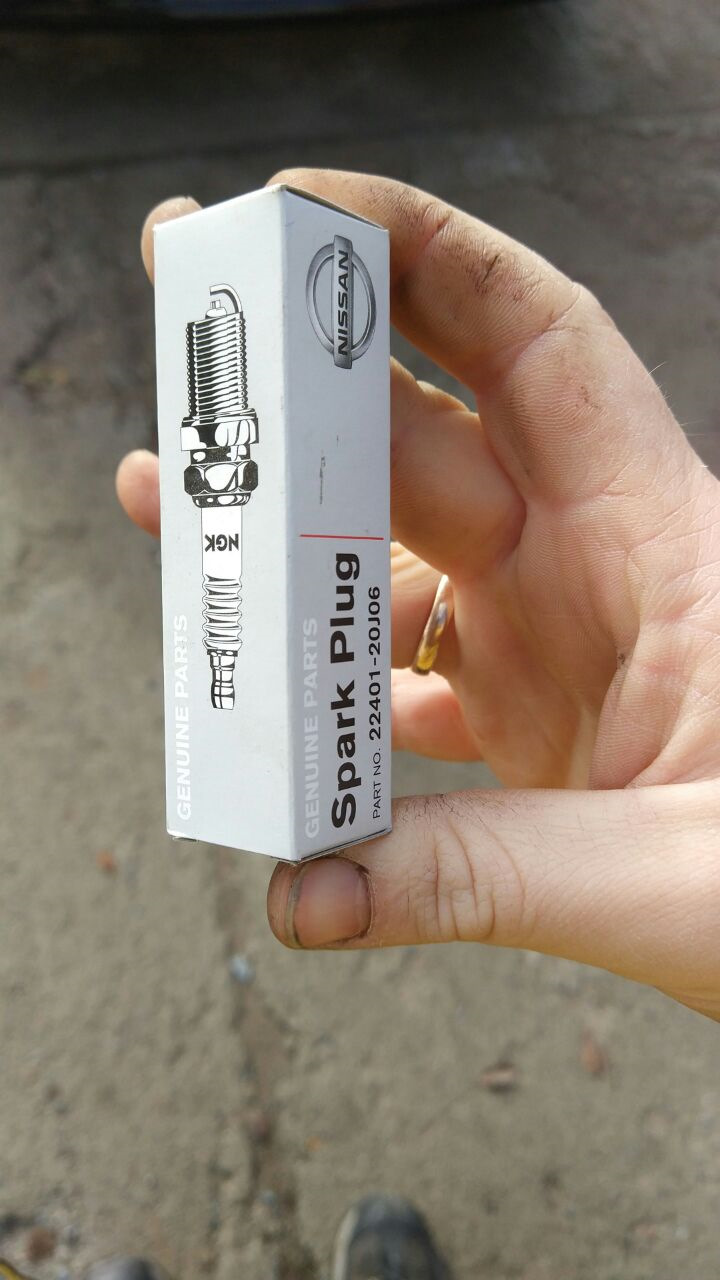 NISSAN
GENUINE PARTS
Spark Plug
PART NO. 22401-20J06
NGK
GENUINE PARTS